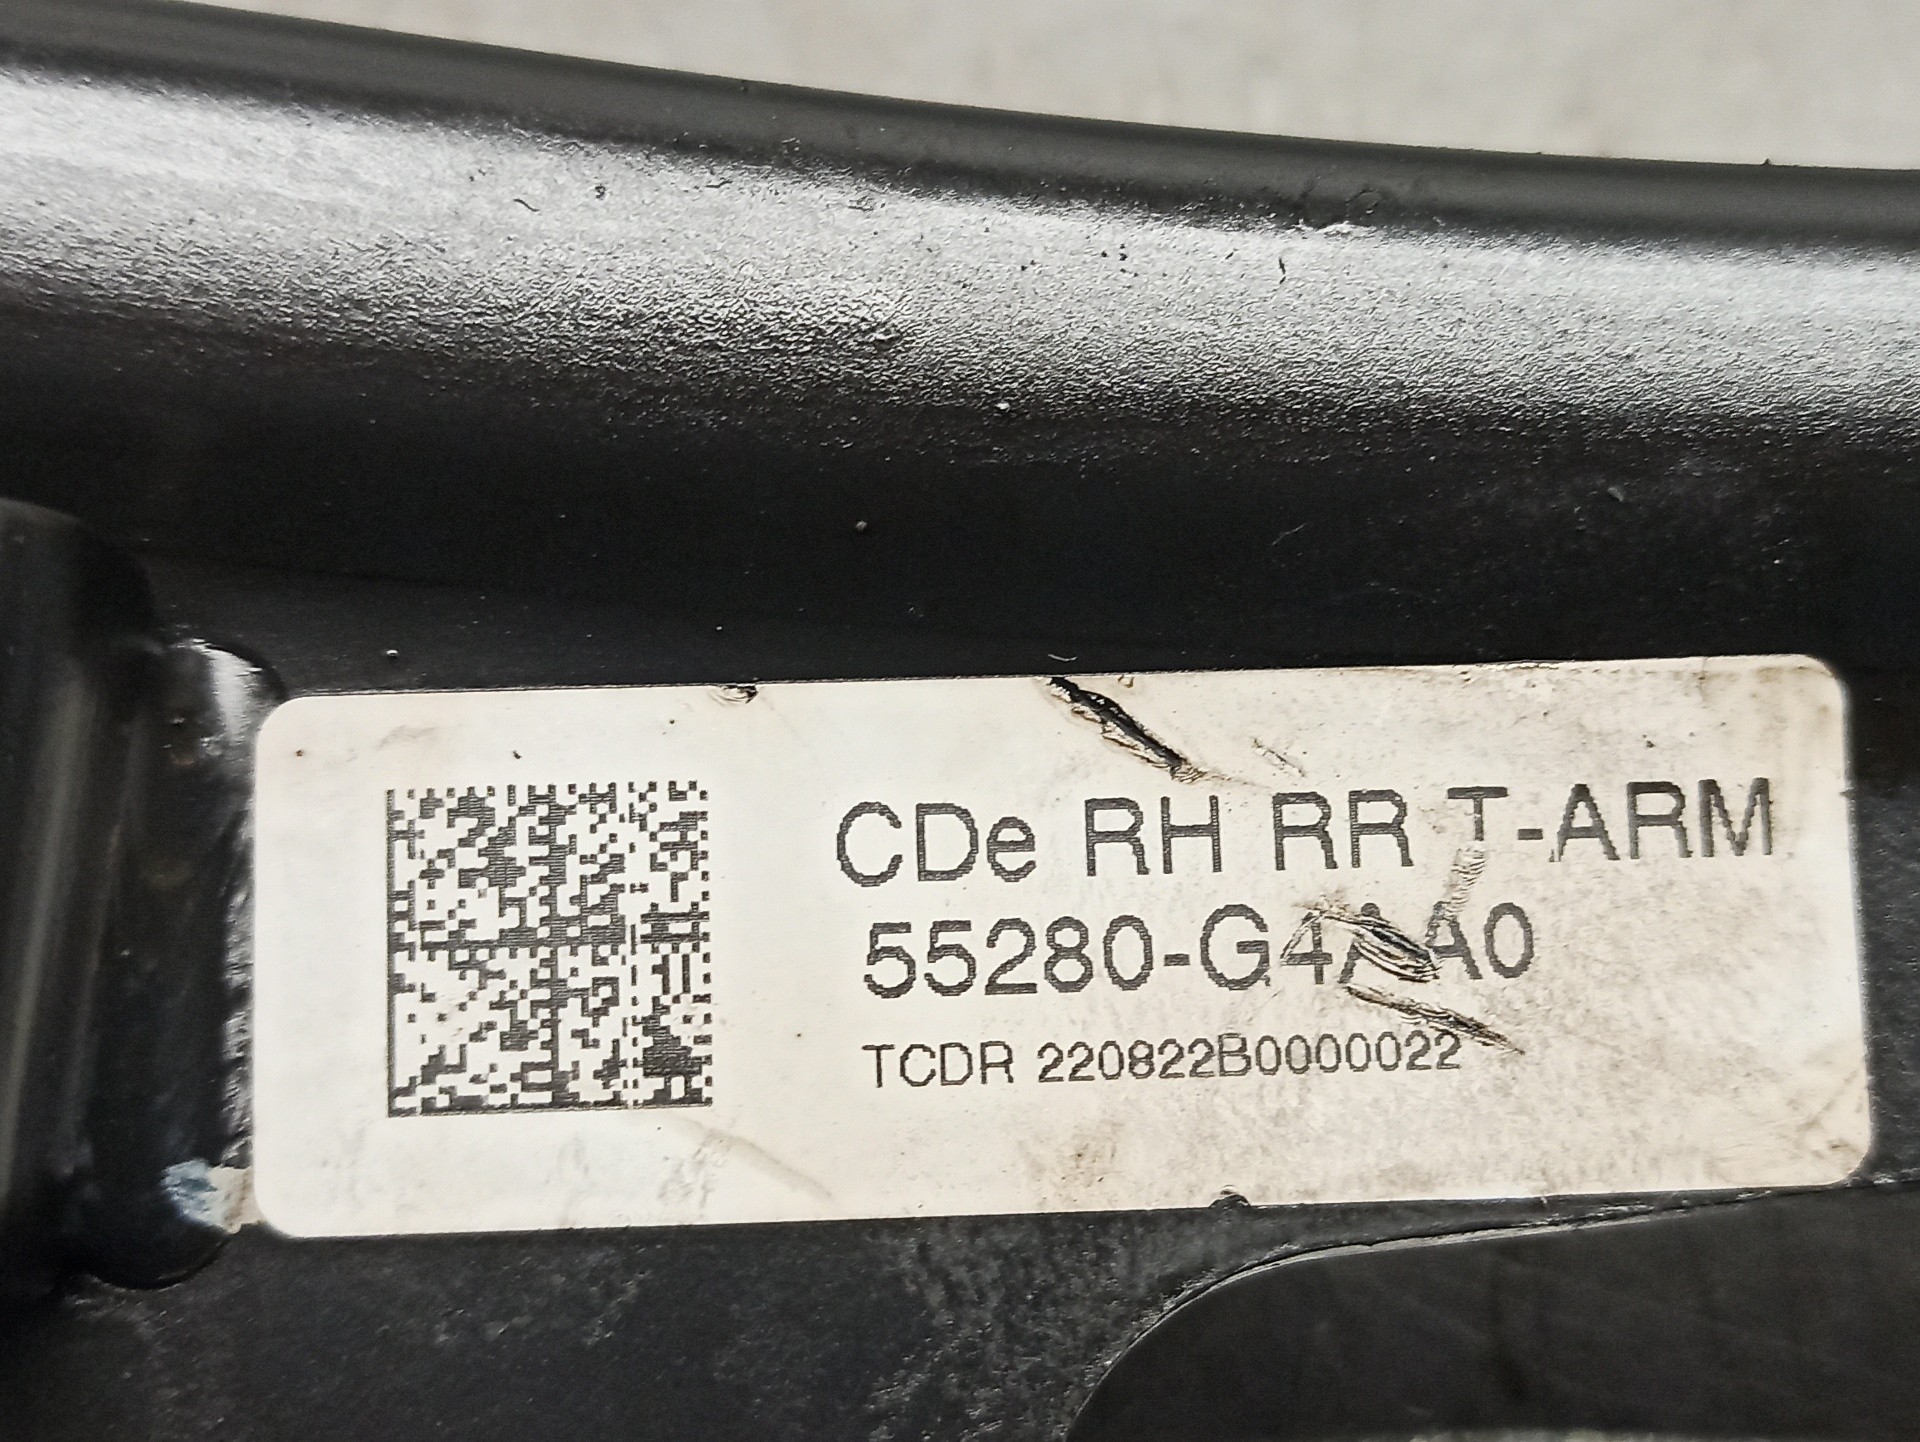 CDe RH RR T-ARM
55280-G4AA0
TCDR 220822B0000022